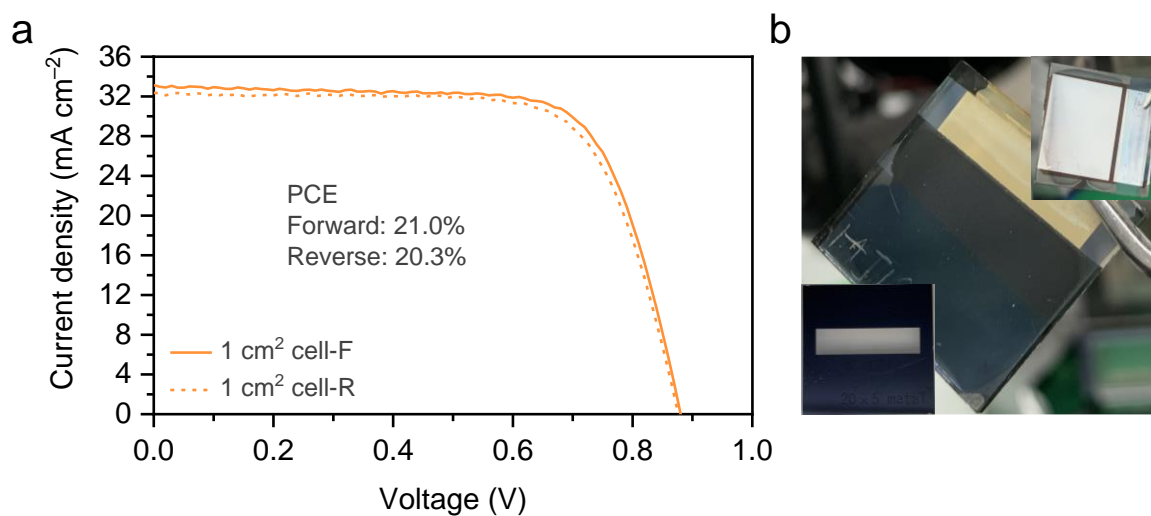 a
36
32
28
24
20
16
12
8
4
0
Current density (mA cm⁻²)
PCE
Forward: 21.0%
Reverse: 20.3%
1 cm² cell-F
1 cm² cell-R
0.0 0.2 0.4 0.6 0.8 1.0
Voltage (V)
b